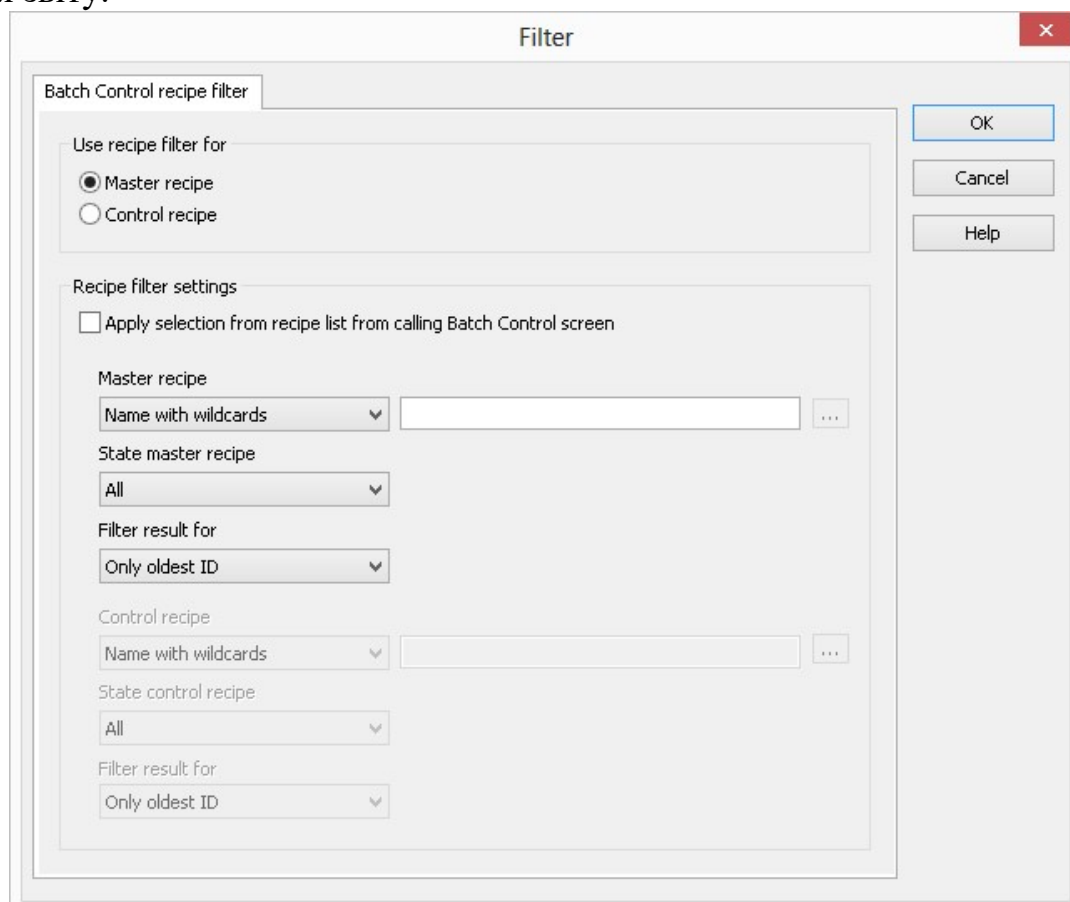 Filter
Batch Control recipe filter
OK
Use recipe filter for
Master recipe
Cancel
Control recipe
Help
Recipe filter settings
Apply selection from recipe list from calling Batch Control screen
Master recipe
Name with wildcards
...
State master recipe
All
Filter result for
Only oldest ID
Control recipe
Name with wildcards
...
State control recipe
All
Filter result for
Only oldest ID